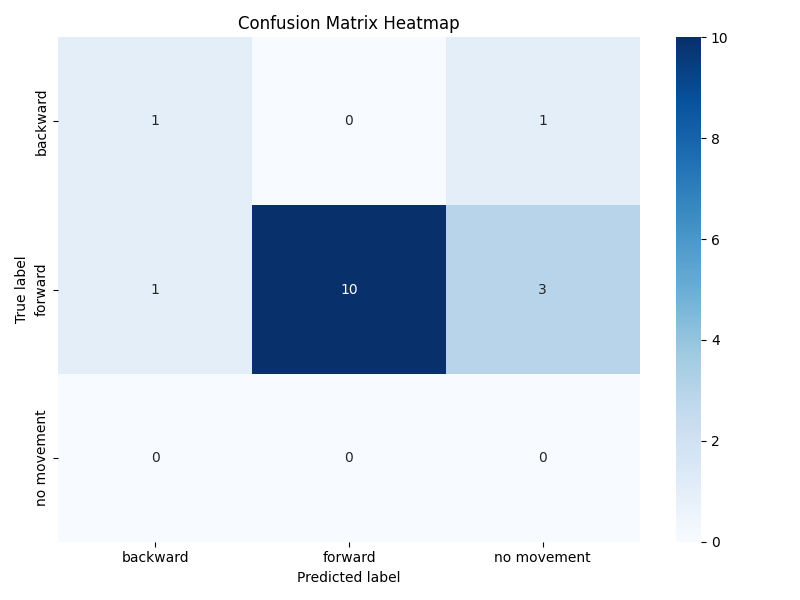 Confusion Matrix Heatmap
True label
backward
1
0
1
forward
1
10
3
no movement
0
0
0
backward
forward
no movement
Predicted label
10
8
6
4
2
0